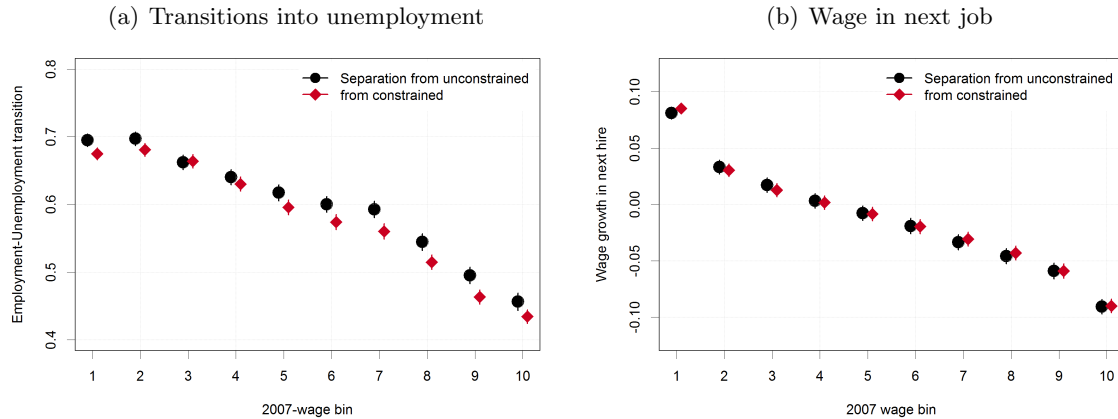 (a) Transitions into unemployment
Employment-Unemployment transition
0.8
0.7
0.6
0.5
0.4
Separation from unconstrained
from constrained
1 2 3 4 5 6 7 8 9 10
2007-wage bin
(b) Wage in next job
Wage growth in next hire
0.10
0.05
0.00
-0.05
-0.10
Separation from unconstrained
from constrained
1 2 3 4 5 6 7 8 9 10
2007 wage bin